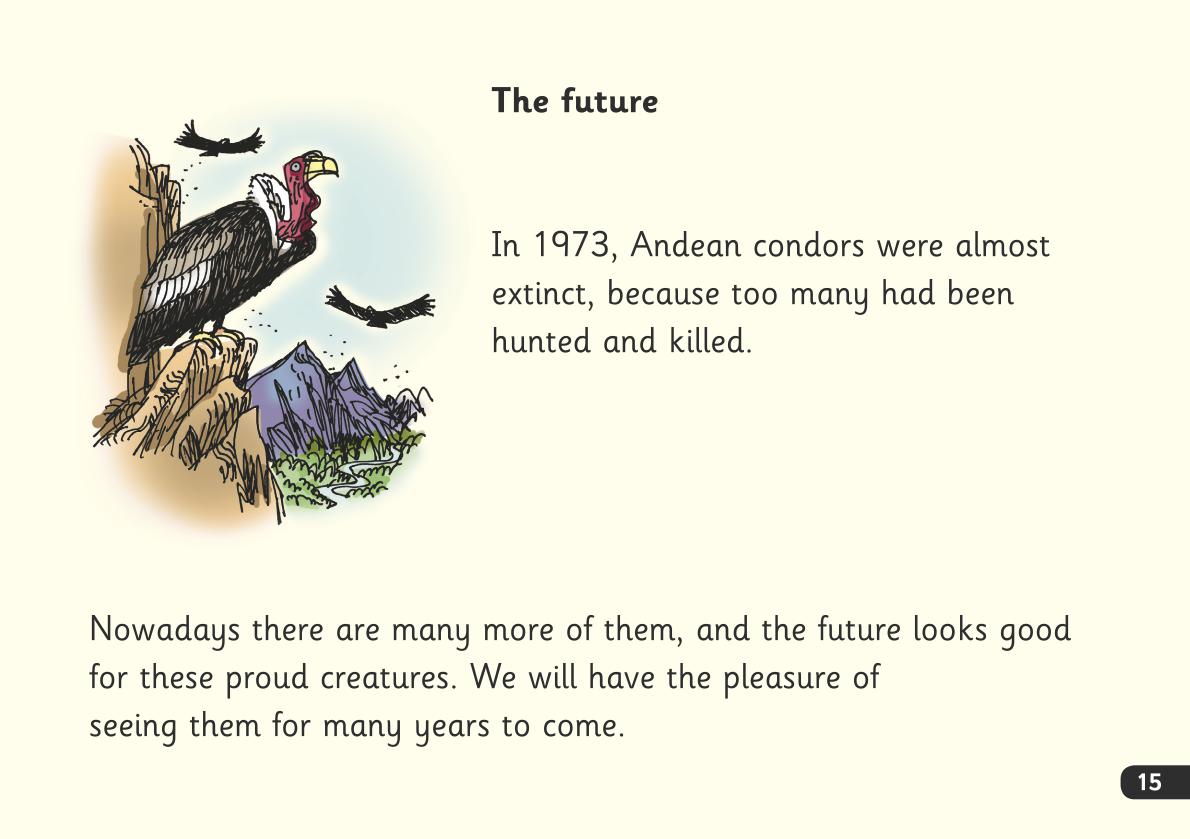 The future
In 1973, Andean condors were almost
extinct, because too many had been
hunted and killed.
Nowadays there are many more of them, and the future looks good
for these proud creatures. We will have the pleasure of
seeing them for many years to come.
15